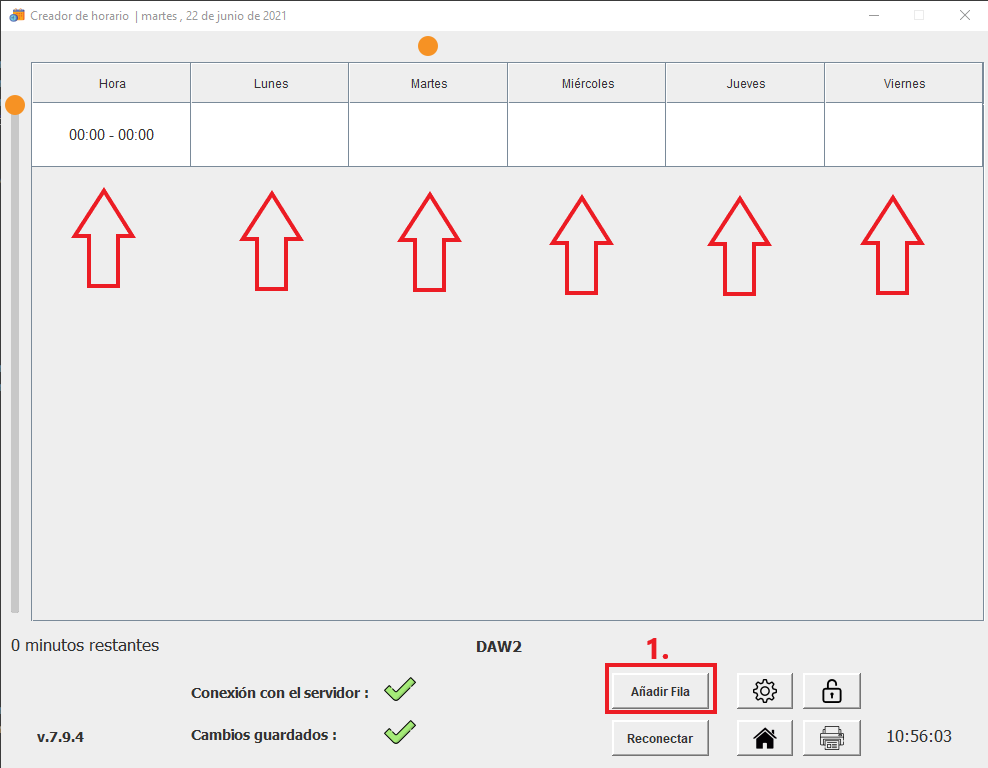 Creador de horario | martes , 22 de junio de 2021
Hora Lunes Martes Miércoles Jueves Viernes
00:00 - 00:00
0 minutos restantes DAW2 1.
Conexión con el servidor : Añadir Fila
v.7.9.4 Cambios guardados : Reconectar 10:56:03